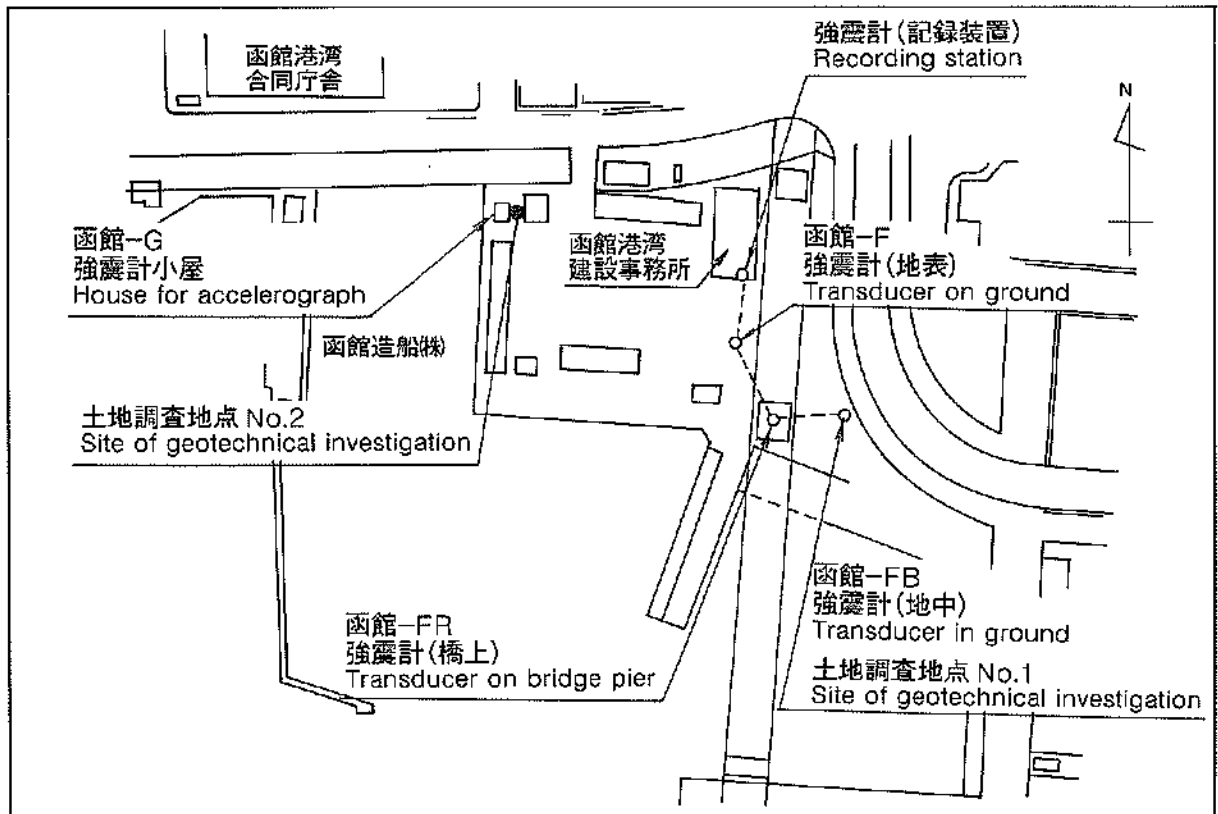 強震計(記録装置)
Recording station
函館港湾
合同庁舎
N
函館-G
強震計小屋
House for accelerograph
函館港湾
建設事務所
函館-F
強震計(地表)
Transducer on ground
函館造船㈱
土地調査地点 No.2
Site of geotechnical investigation
函館-FR
強震計(橋上)
Transducer on bridge pier
函館-FB
強震計(地中)
Transducer in ground
土地調査地点 No.1
Site of geotechnical investigation